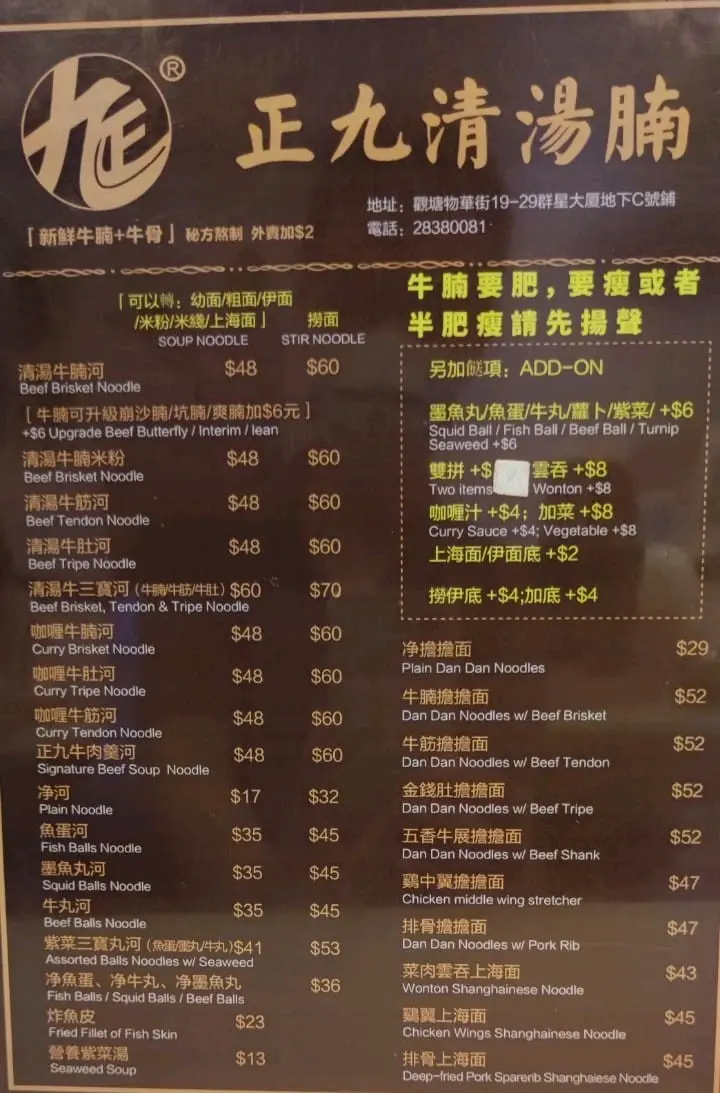 九正®
正九清湯腩
地址：觀塘物華街19-29群星大厦地下C號鋪
電話：28380081
「新鮮牛腩+牛骨」秘方熬制 外賣加$2
「可以轉：幼面/粗面/伊面
/米粉/米綫/上海面」 撈面
SOUP NOODLE STIR NOODLE
清湯牛腩河 $48 $60
Beef Brisket Noodle
[ 牛腩可升級崩沙腩/坑腩/爽腩加$6元 ]
+$6 Upgrade Beef Butterfly / Interim / lean
清湯牛腩米粉 $48 $60
Beef Brisket Noodle
清湯牛筋河 $48 $60
Beef Tendon Noodle
清湯牛肚河 $48 $60
Beef Tripe Noodle
清湯牛三寶河（牛腩/牛筋/牛肚）$60 $70
Beef Brisket, Tendon & Tripe Noodle
咖喱牛腩河 $48 $60
Curry Brisket Noodle
咖喱牛肚河 $48 $60
Curry Tripe Noodle
咖喱牛筋河 $48 $60
Curry Tendon Noodle
正九牛肉羹河 $48 $60
Signature Beef Soup Noodle
净河 $17 $32
Plain Noodle
魚蛋河 $35 $45
Fish Balls Noodle
墨魚丸河 $35 $45
Squid Balls Noodle
牛丸河 $35 $45
Beef Balls Noodle
紫菜三寶丸河（魚蛋/墨丸/牛丸）$41 $53
Assorted Balls Noodles w/ Seaweed
净魚蛋、净牛丸、净墨魚丸 $36
Fish Balls / Squid Balls / Beef Balls
炸魚皮 $23
Fried Fillet of Fish Skin
營養紫菜湯 $13
Seaweed Soup
牛腩要肥，要瘦或者
半肥瘦請先揚聲
另加餸項：ADD-ON
墨魚丸/魚蛋/牛丸/蘿卜/紫菜/ +$6
Squid Ball / Fish Ball / Beef Ball / Turnip
Seaweed +$6
雙拼 +$ 雲吞 +$8
Two items Wonton +$8
咖喱汁 +$4；加菜 +$8
Curry Sauce +$4; Vegetable +$8
上海面/伊面底 +$2
撈伊底 +$4;加底 +$4
净擔擔面 $29
Plain Dan Dan Noodles
牛腩擔擔面 $52
Dan Dan Noodles w/ Beef Brisket
牛筋擔擔面 $52
Dan Dan Noodles w/ Beef Tendon
金錢肚擔擔面 $52
Dan Dan Noodles w/ Beef Tripe
五香牛展擔擔面 $52
Dan Dan Noodles w/ Beef Shank
鷄中翼擔擔面 $47
Chicken middle wing stretcher
排骨擔擔面 $47
Dan Dan Noodles w/ Pork Rib
菜肉雲吞上海面 $43
Wonton Shanghainese Noodle
鷄翼上海面 $45
Chicken Wings Shanghainese Noodle
排骨上海面 $45
Deep-fried Pork Sparerib Shanghaiese Noodle